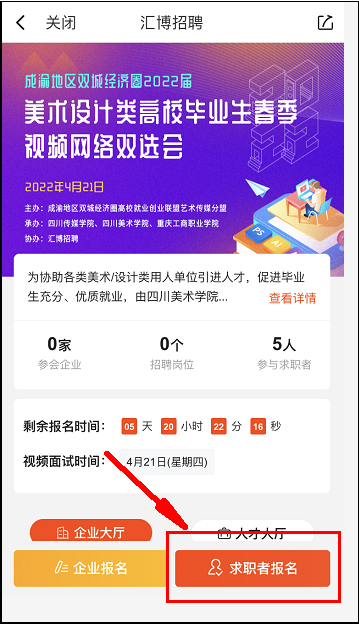 关闭 汇博招聘
成渝地区双城经济圈2022届
美术设计类高校毕业生春季
视频网络双选会
2022年4月21日
主办：成渝地区双城经济圈高校就业创业联盟艺术传媒分盟
承办：四川传媒学院、四川美术学院、重庆工商职业学院
协办：汇博招聘
为协助各类美术/设计类用人单位引进人才，促进毕业
生充分、优质就业，由四川美术学院... 查看详情
0家 0个 5人
参会企业 招聘岗位 参与求职者
剩余报名时间： 05 天 20 小时 22 分 16 秒
视频面试时间： 4月21日(星期四)
企业大厅 人才大厅
企业报名 求职者报名